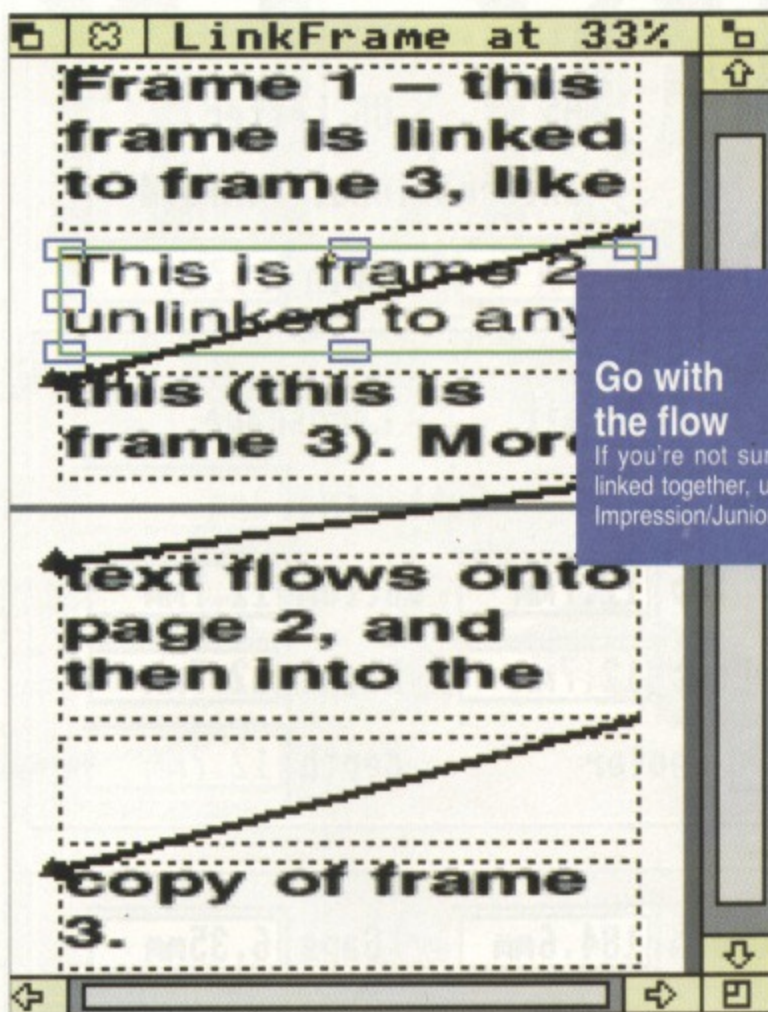 LinkFrame at 33%
Frame 1 – this
frame is linked
to frame 3, like
This is frame 2
unlinked to any
this (this is
frame 3). More
text flows onto
page 2, and
then into the
copy of frame
3.
Go with
the flow
If you're not
linked together,
Impression/Junio